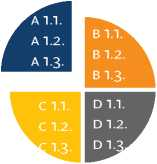 A 1.1.
A 1.2.
A 1.3.
B 1.1.
B 1.2.
B 1.3.
C 1.1.
C 1.2.
C 1.3.
D 1.1.
D 1.2.
D 1.3.